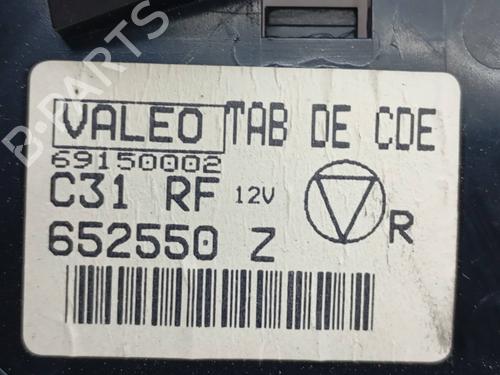 VALEO TAB DE CDE
69150002
C31 RF 12V
R
652550 Z
B-PARTS